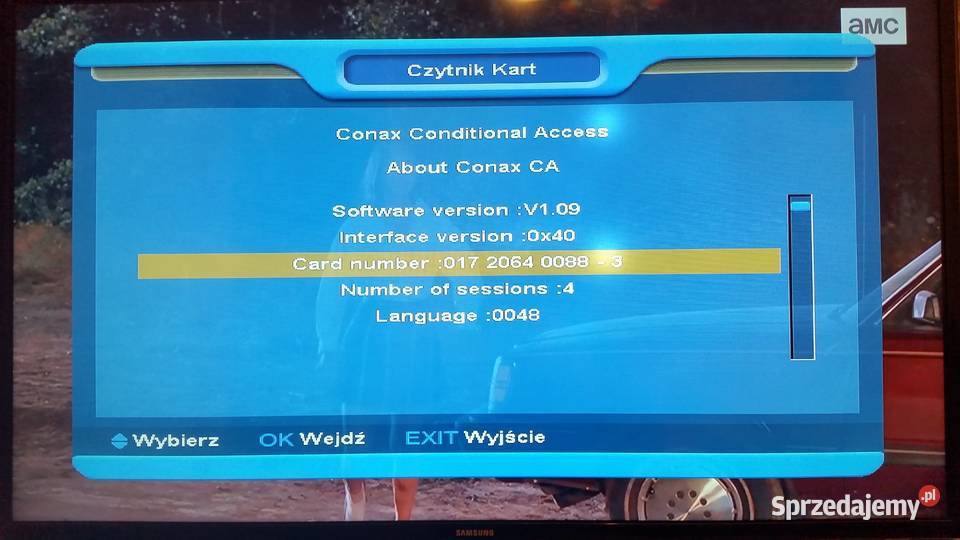 aMC
Czytnik Kart
Conax Conditional Access
About Conax CA
Software version :V1.09
Interface version :0x40
Card number :017 2064 0088 - 3
Number of sessions :4
Language :0048
Wybierz OK Wejdź EXIT Wyjście
Sprzedajemy.pl
SAMSUNG